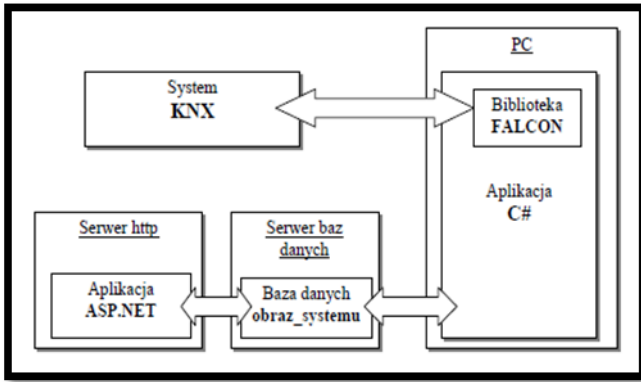 PC
System
KNX
Biblioteka
FALCON
Aplikacja
C#
Serwer http
Aplikacja
ASP.NET
Serwer baz
danych
Baza danych
obraz_systemu